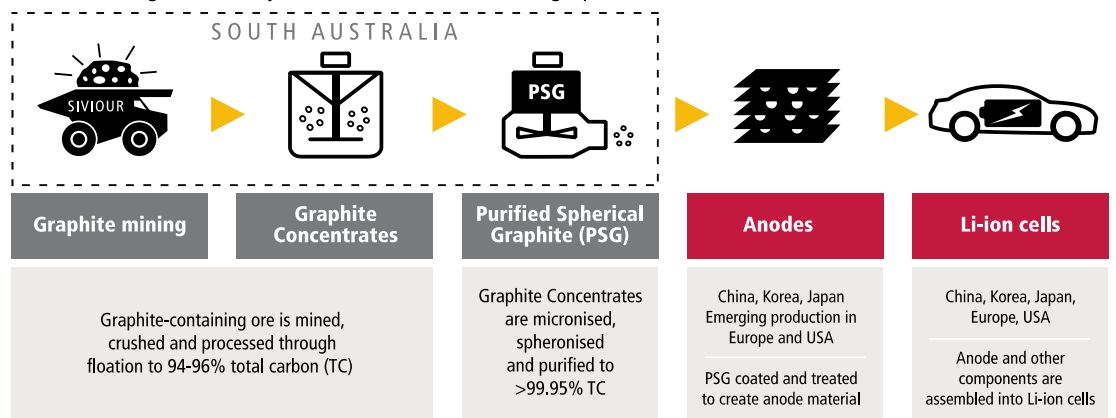 SOUTH AUSTRALIA
SIVIOUR
PSG
Graphite mining
Graphite
Concentrates
Purified Spherical
Graphite (PSG)
Anodes
Li-ion cells
Graphite-containing ore is mined,
crushed and processed through
floation to 94-96% total carbon (TC)
Graphite Concentrates
are micronised,
spheronised
and purified to
>99.95% TC
China, Korea, Japan
Emerging production in
Europe and USA
PSG coated and treated
to create anode material
China, Korea, Japan,
Europe, USA
Anode and other
components are
assembled into Li-ion cells